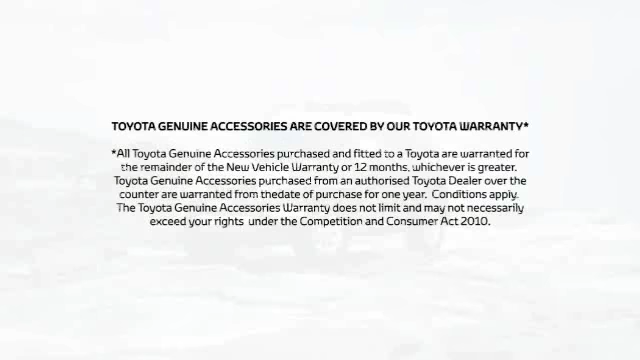 TOYOTA GENUINE ACCESSORIES ARE COVERED BY OUR TOYOTA WARRANTY*
*All Toyota Genuine Accessories purchased and fitted to a Toyota are warranted for
the remainder of the New Vehicle Warranty or 12 months, whichever is greater.
Toyota Genuine Accessories purchased from an authorised Toyota Dealer over the
counter are warranted from thedate of purchase for one year. Conditions apply.
The Toyota Genuine Accessories Warranty does not limit and may not necessarily
exceed your rights under the Competition and Consumer Act 2010.